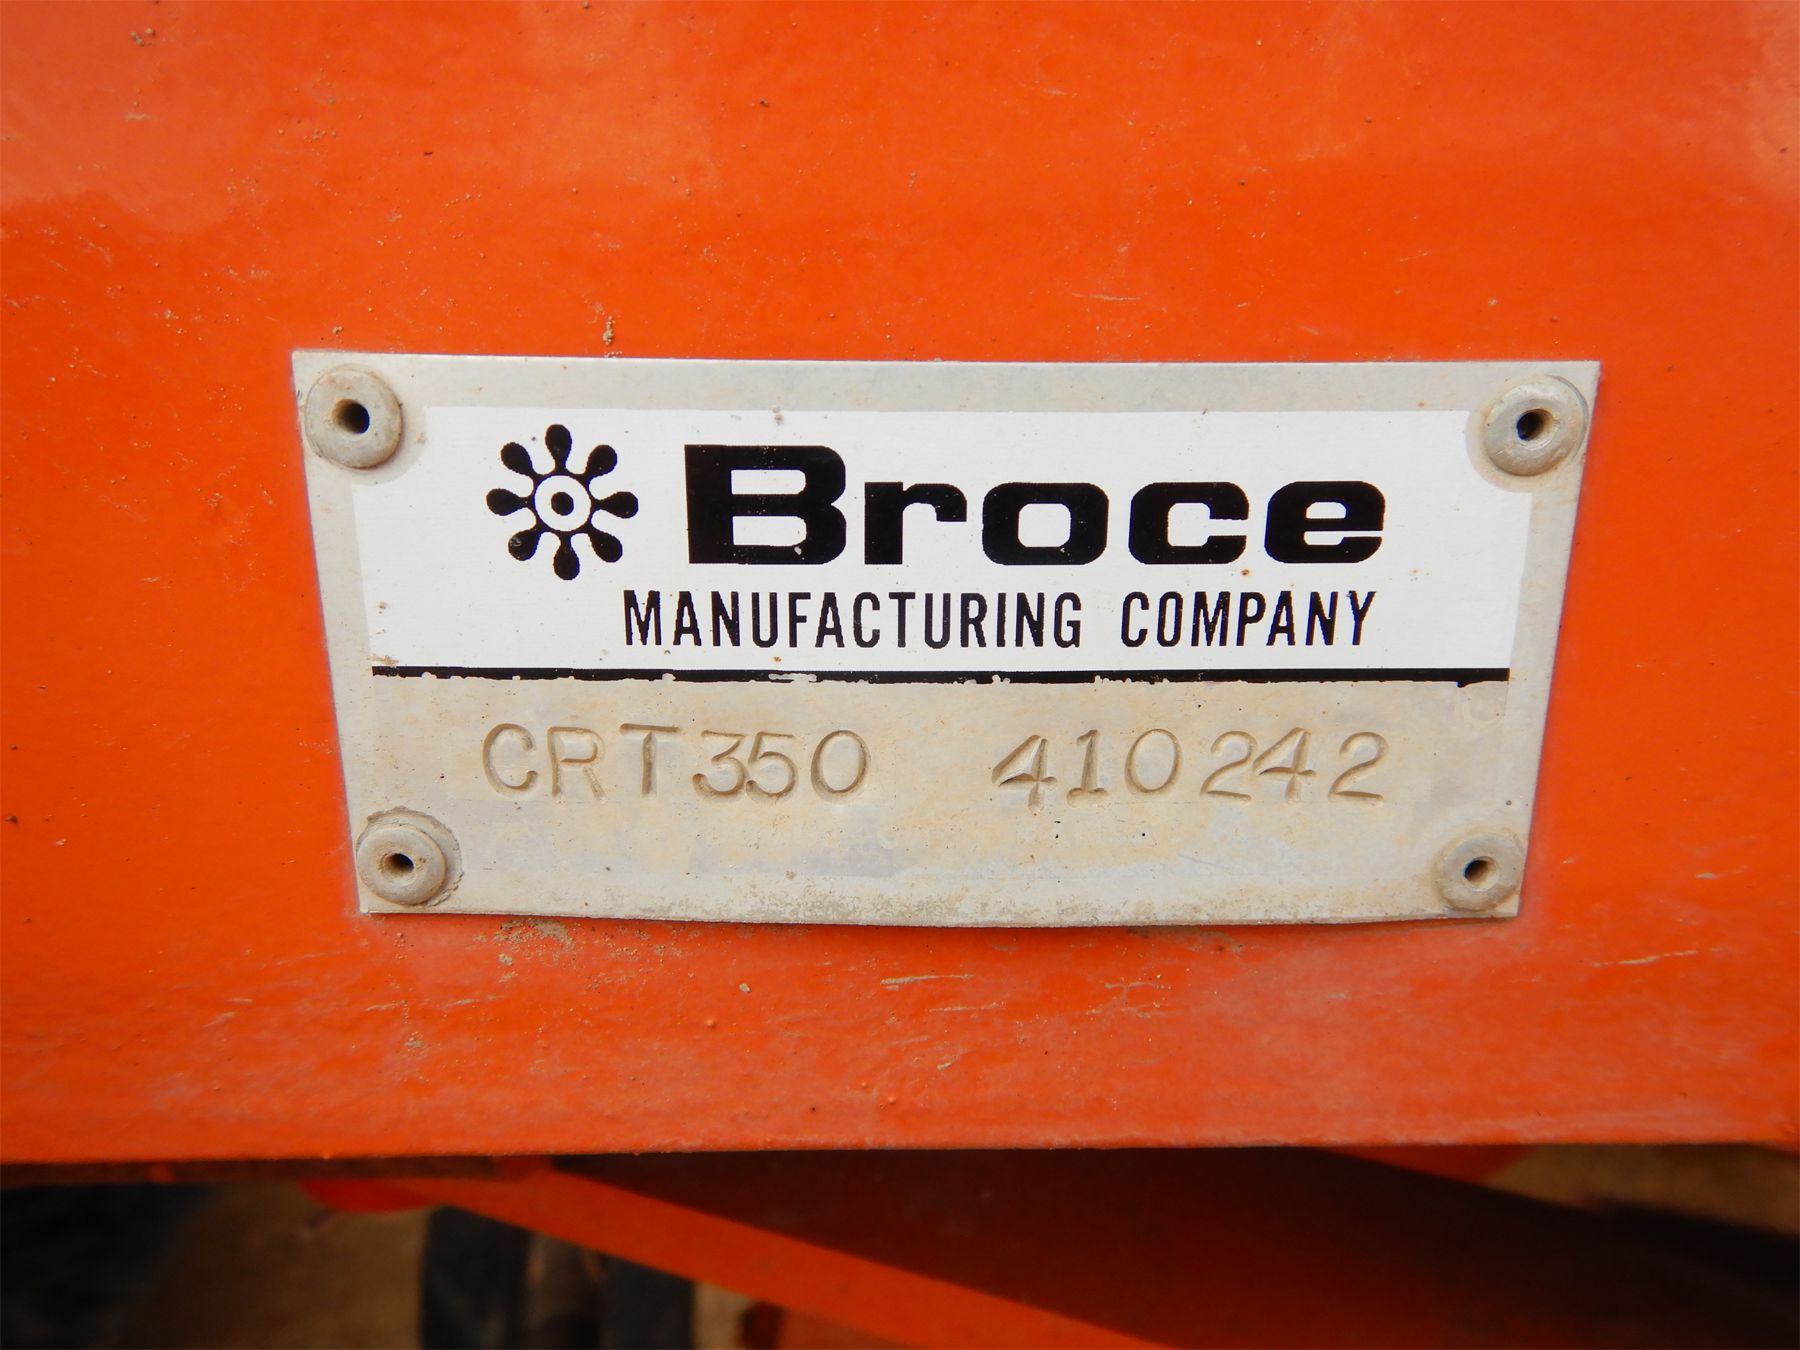 Broce
MANUFACTURING COMPANY
CRT350 410242